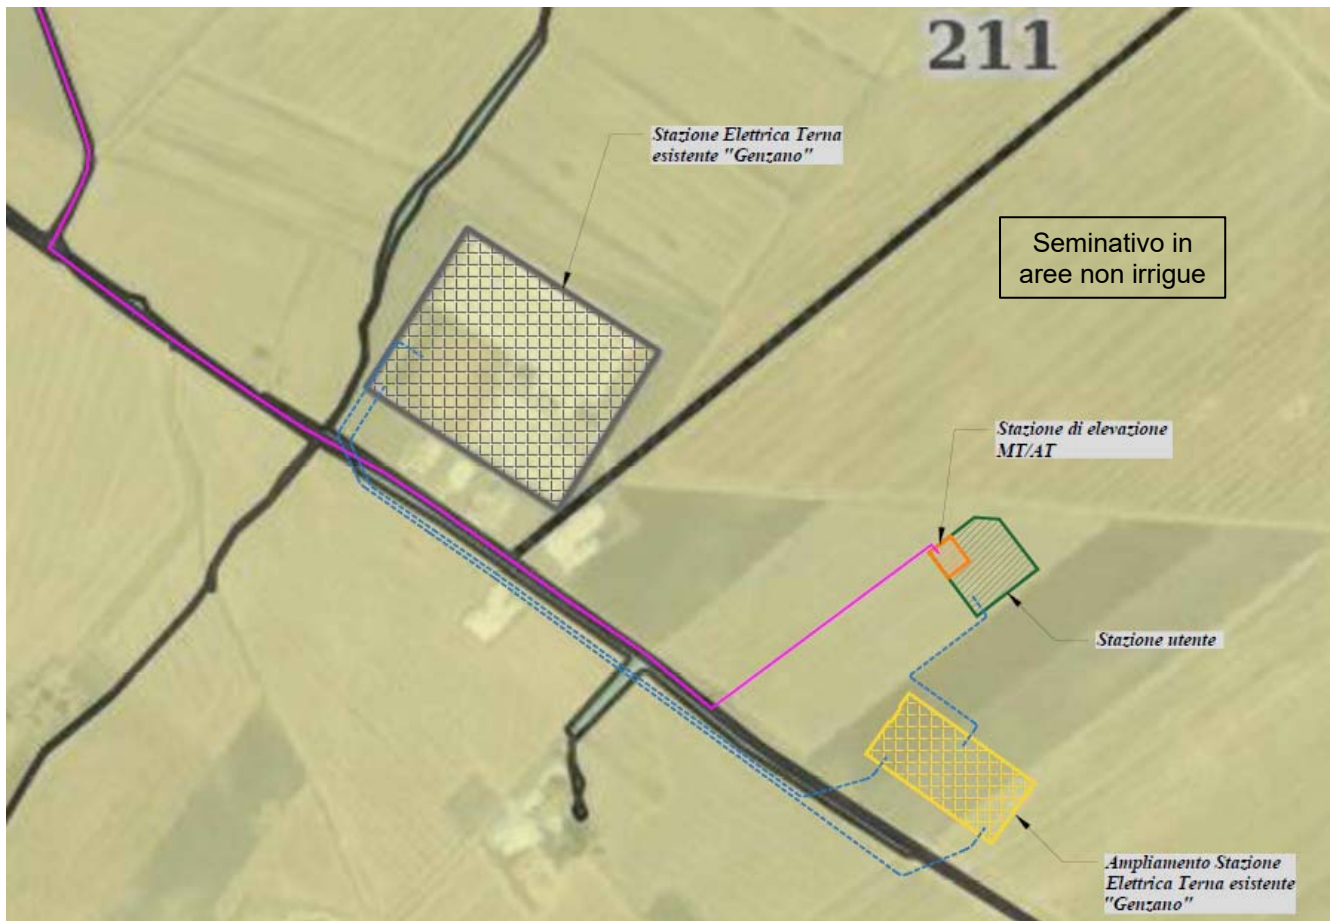 211
Stazione Elettrica Terna
esistente "Genzano"
Seminativo in
aree non irrigue
Stazione di elevazione
MT/AT
Stazione utente
Ampliamento Stazione
Elettrica Terna esistente
"Genzano"